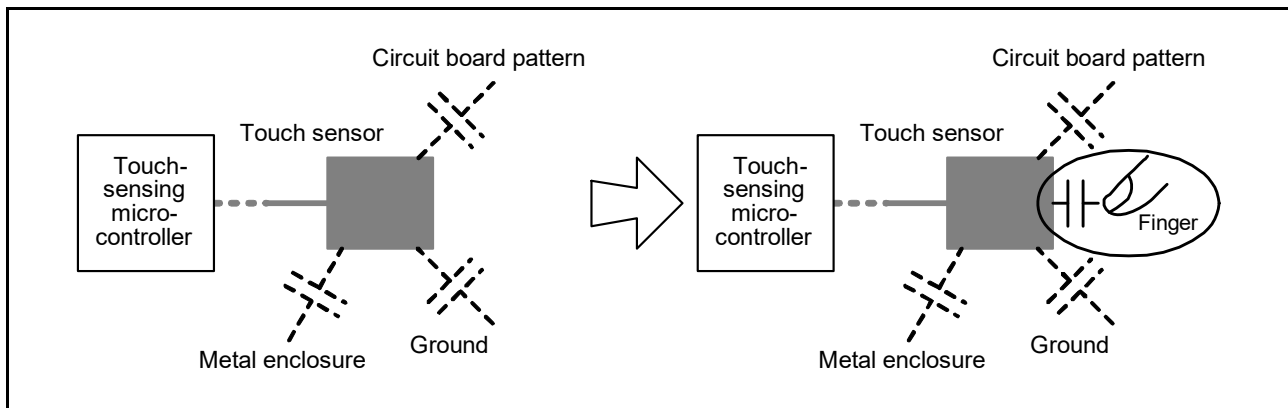 Circuit board pattern
Touch sensor
Touch-
sensing
micro-
controller
Metal enclosure
Ground
Circuit board pattern
Touch sensor
Touch-
sensing
micro-
controller
Finger
Metal enclosure
Ground